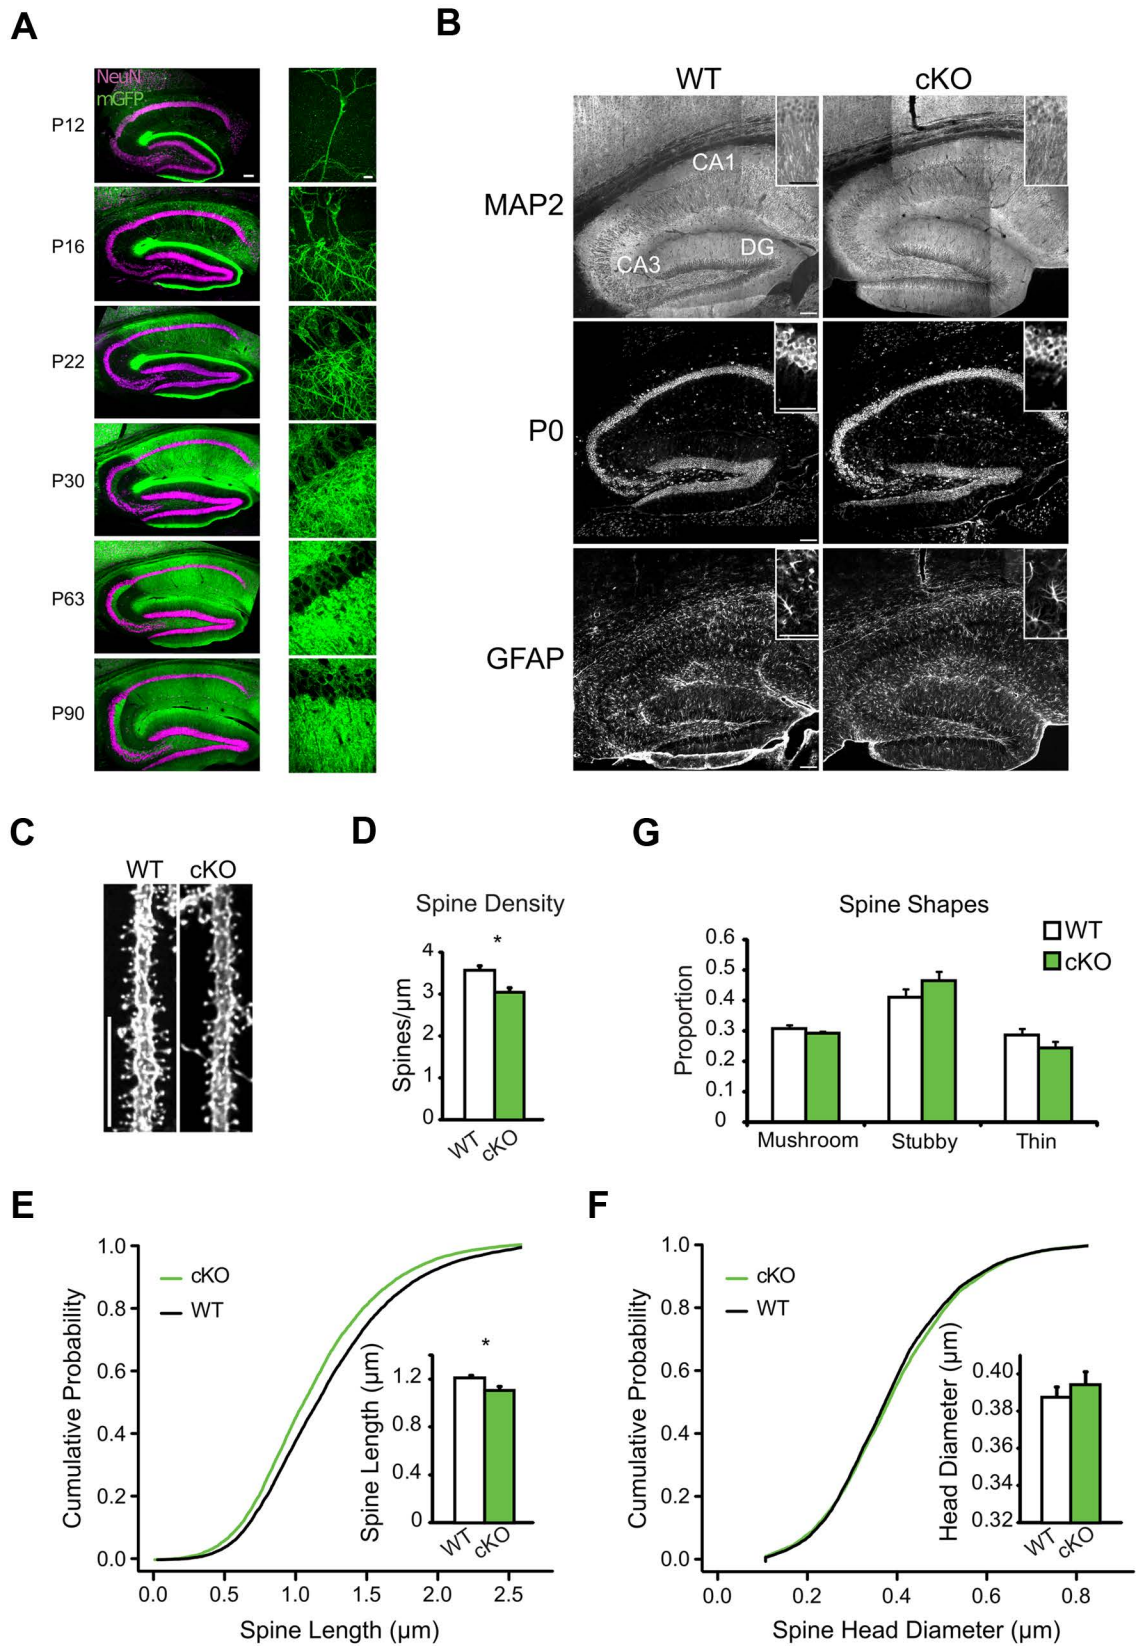 A
B
NeuN
mGFP
P12
P16
P22
P30
P63
P90
WT cKO
MAP2
CA1
CA3
DG
P0
GFAP
C
WT cKO
D
Spine Density
*
Spines/µm
4
3
2
1
0
WT cKO
G
Spine Shapes
WT
cKO
Proportion
0.6
0.5
0.4
0.3
0.2
0.1
0
Mushroom Stubby Thin
E
Cumulative Probability
1.0
0.8
0.6
0.4
0.2
0.0
cKO
WT
*
Spine Length (µm)
1.2
0.8
0.4
0
WT cKO
0.0 0.5 1.0 1.5 2.0 2.5
Spine Length (µm)
F
Cumulative Probability
1.0
0.8
0.6
0.4
0.2
0.0
cKO
WT
Head Diameter (µm)
0.40
0.38
0.36
0.34
0.32
WT cKO
0.0 0.2 0.4 0.6 0.8
Spine Head Diameter (µm)